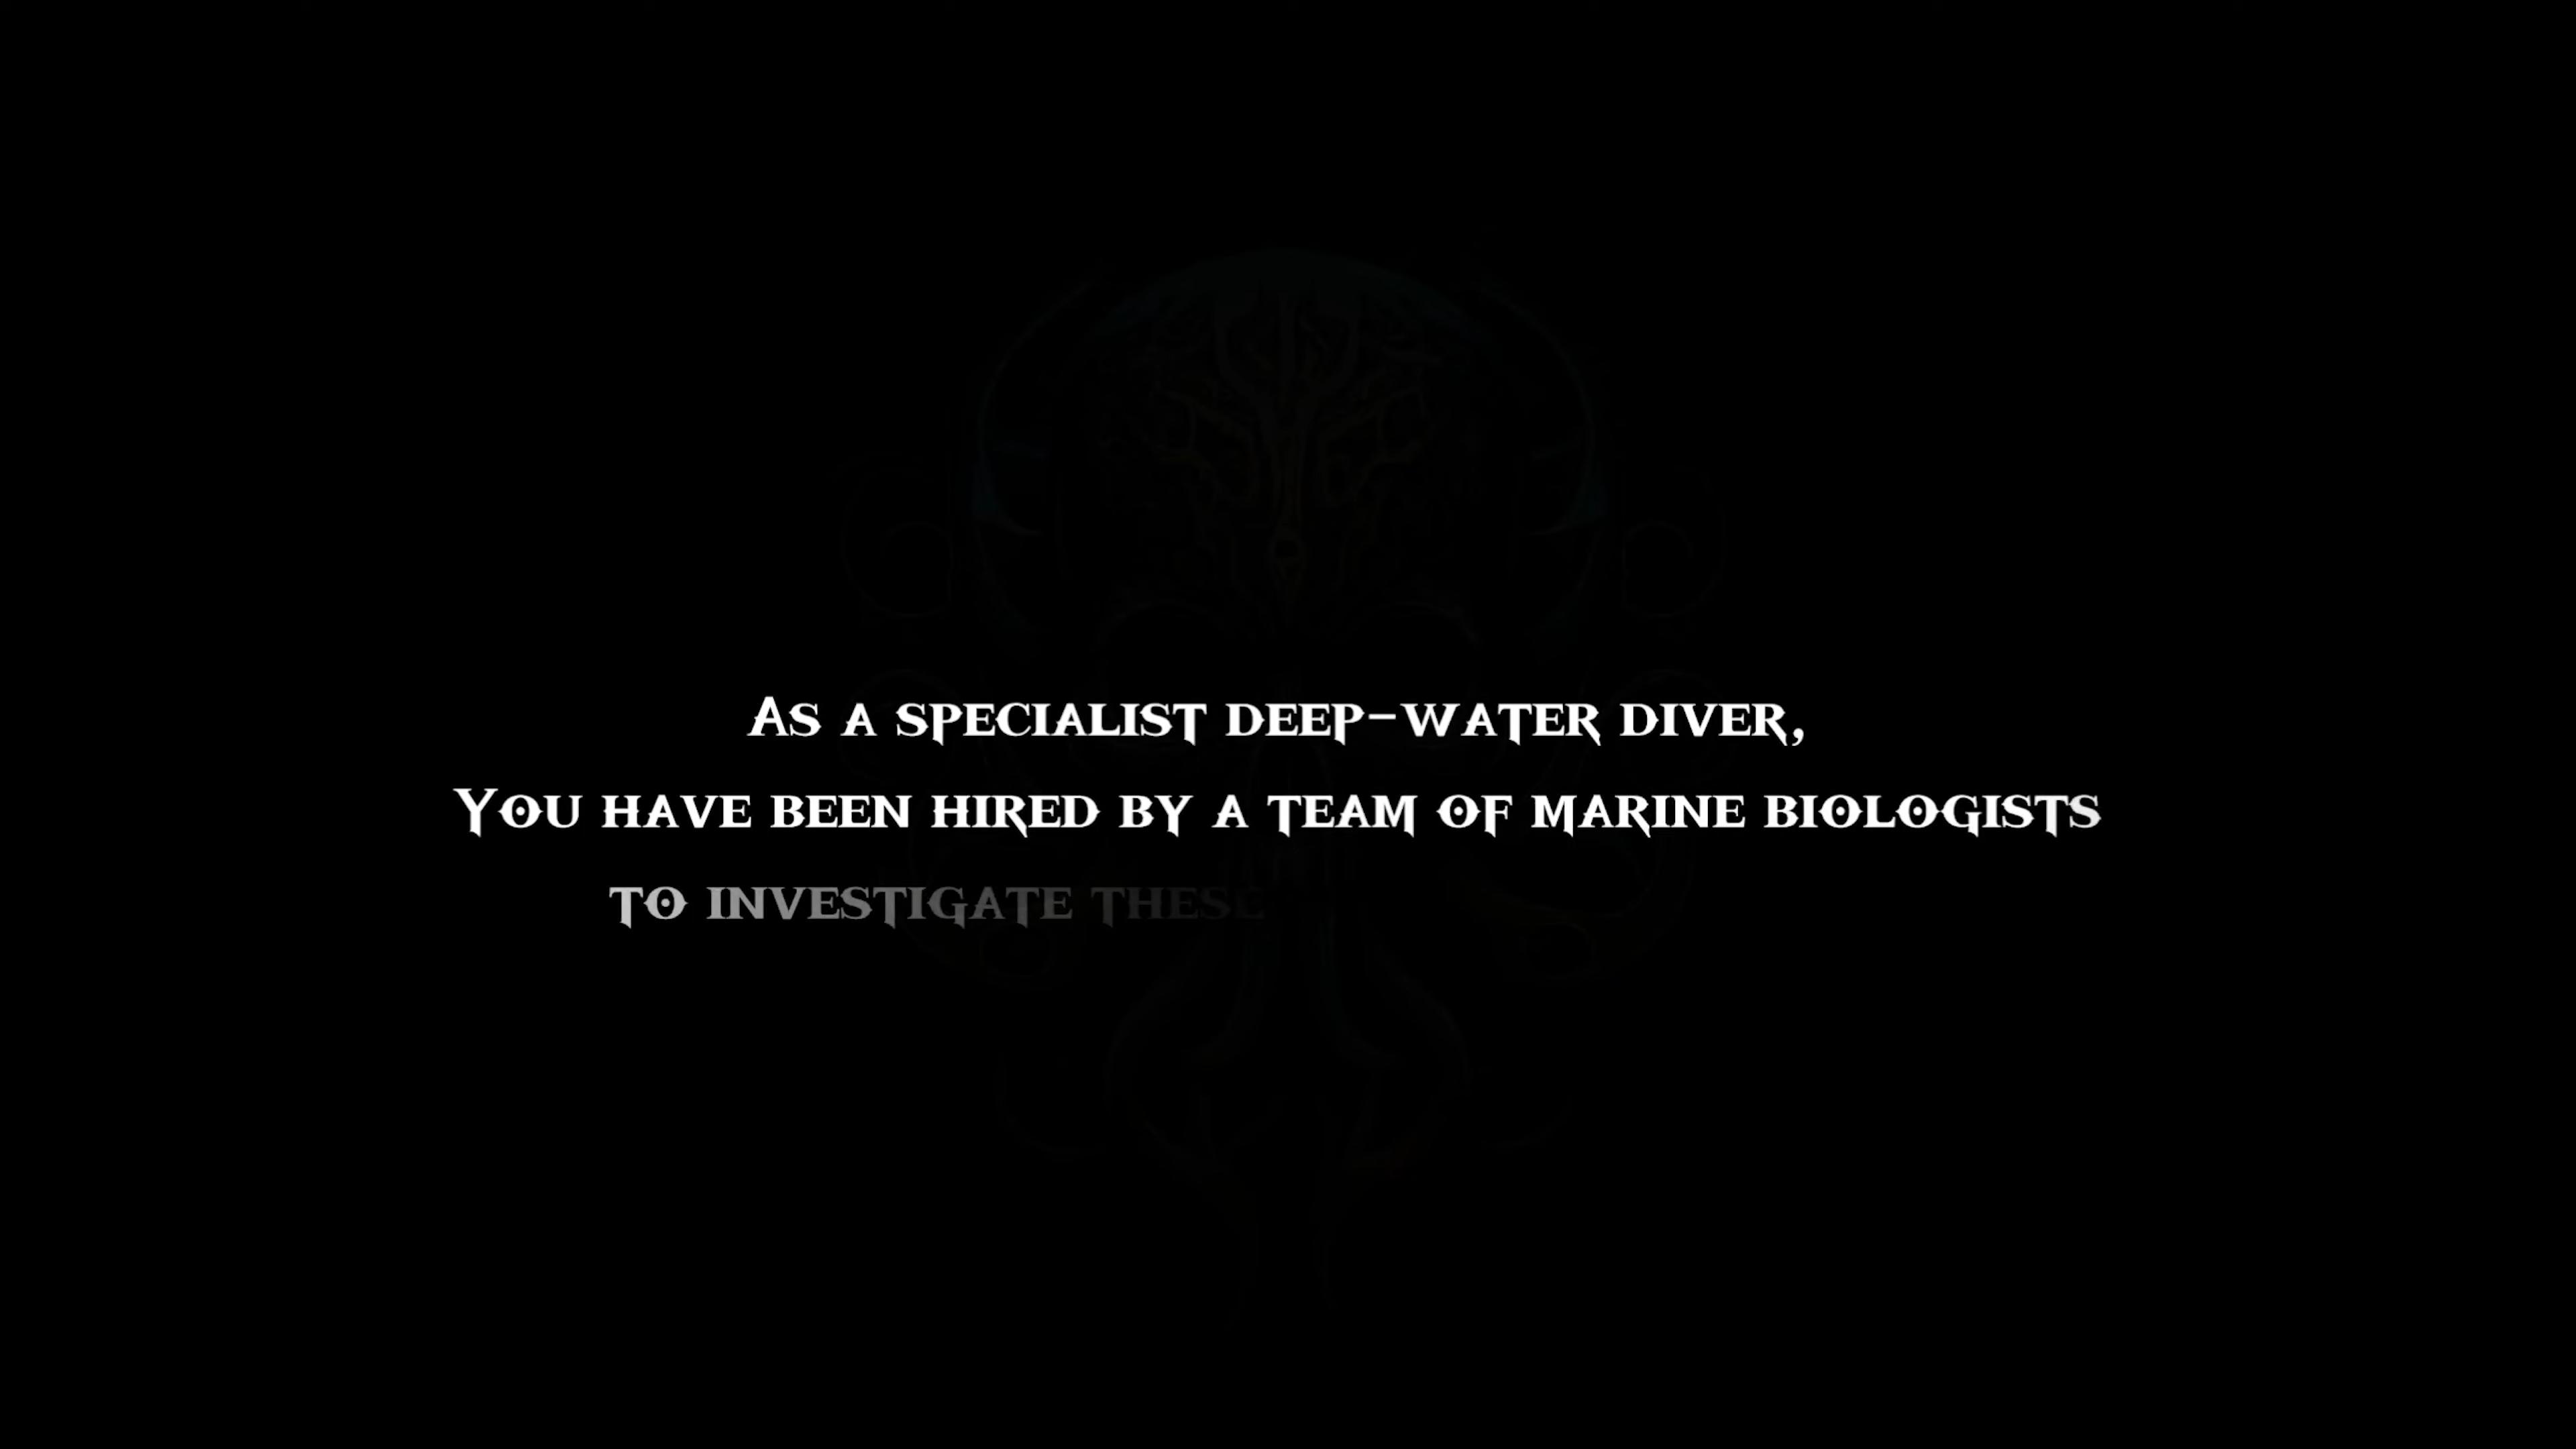 As a specialist deep-water diver,
You have been hired by a team of marine biologists
to investigate these